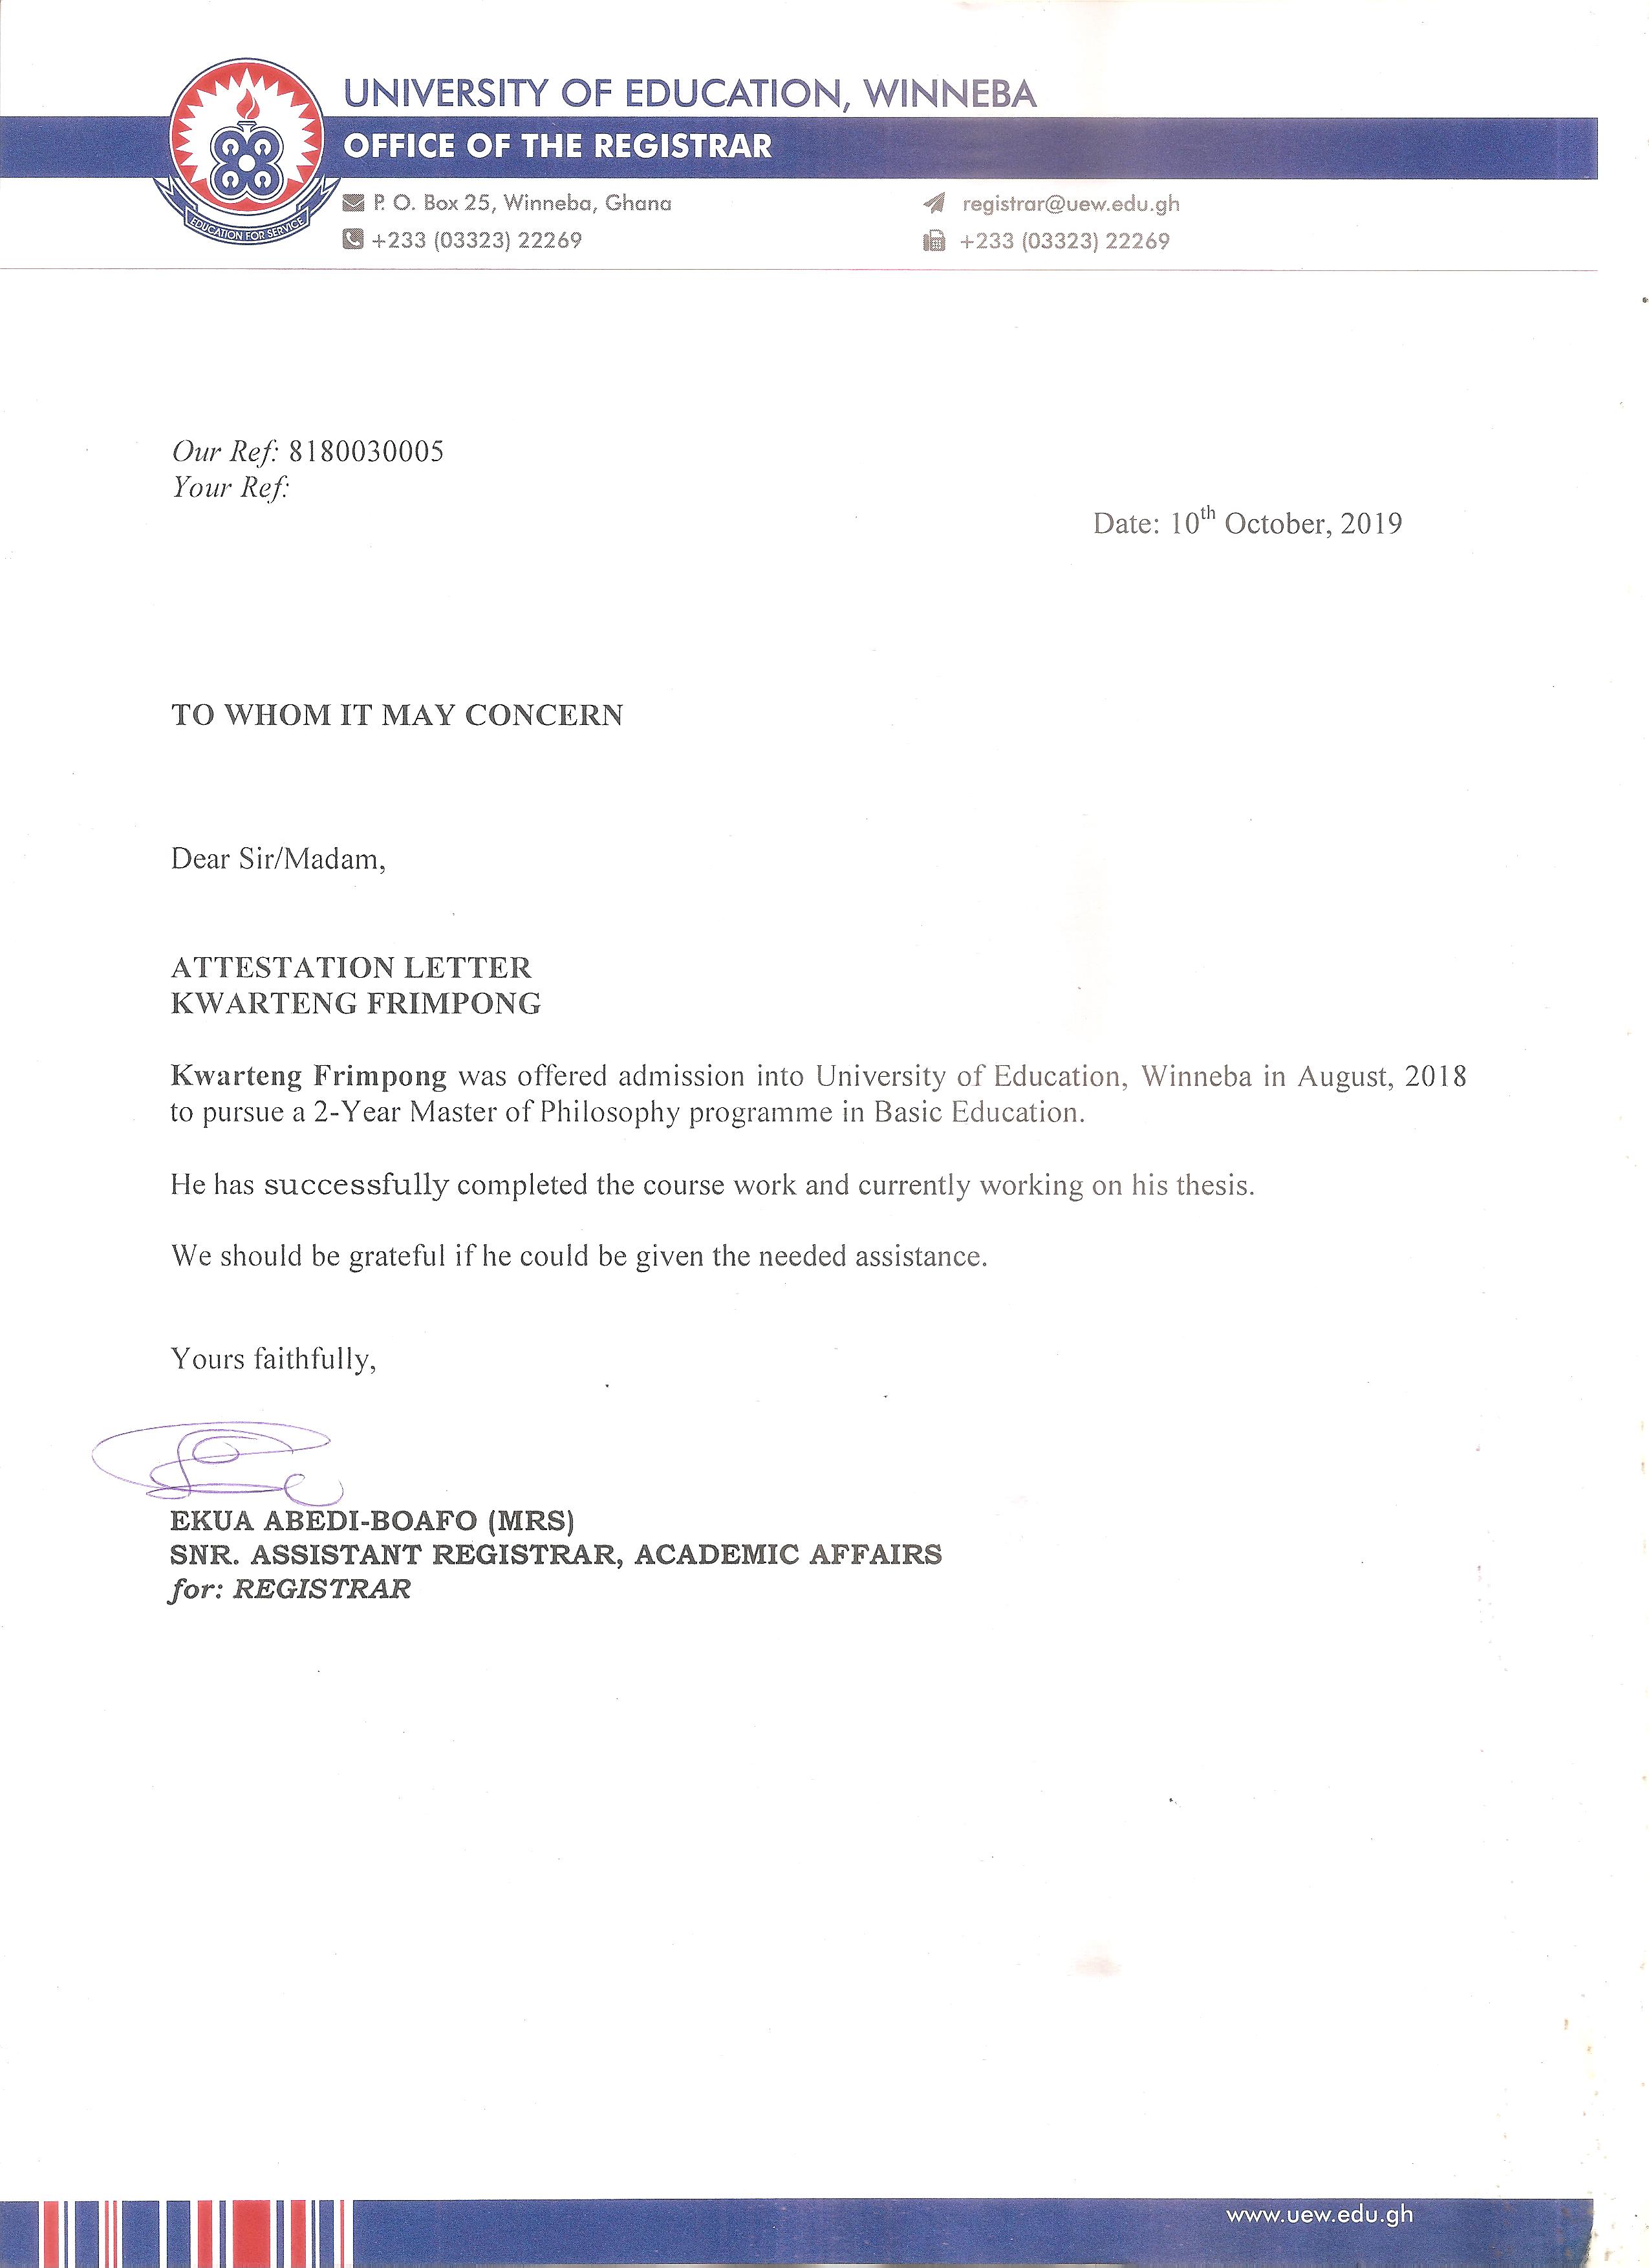 UNIVERSITY OF EDUCATION, WINNEBA
OFFICE OF THE REGISTRAR
EDUCATION FOR SERVICE
P. O. Box 25, Winneba, Ghana
registrar@uew.edu.gh
+233 (03323) 22269
+233 (03323) 22269
Our Ref: 8180030005
Your Ref:
Date: 10th October, 2019
TO WHOM IT MAY CONCERN
Dear Sir/Madam,
ATTESTATION LETTER
KWARTENG FRIMPONG
Kwarteng Frimpong was offered admission into University of Education, Winneba in August, 2018
to pursue a 2-Year Master of Philosophy programme in Basic Education.
He has successfully completed the course work and currently working on his thesis.
We should be grateful if he could be given the needed assistance.
Yours faithfully,
EKUA ABEDI-BOAFO (MRS)
SNR. ASSISTANT REGISTRAR, ACADEMIC AFFAIRS
for: REGISTRAR
www.uew.edu.gh